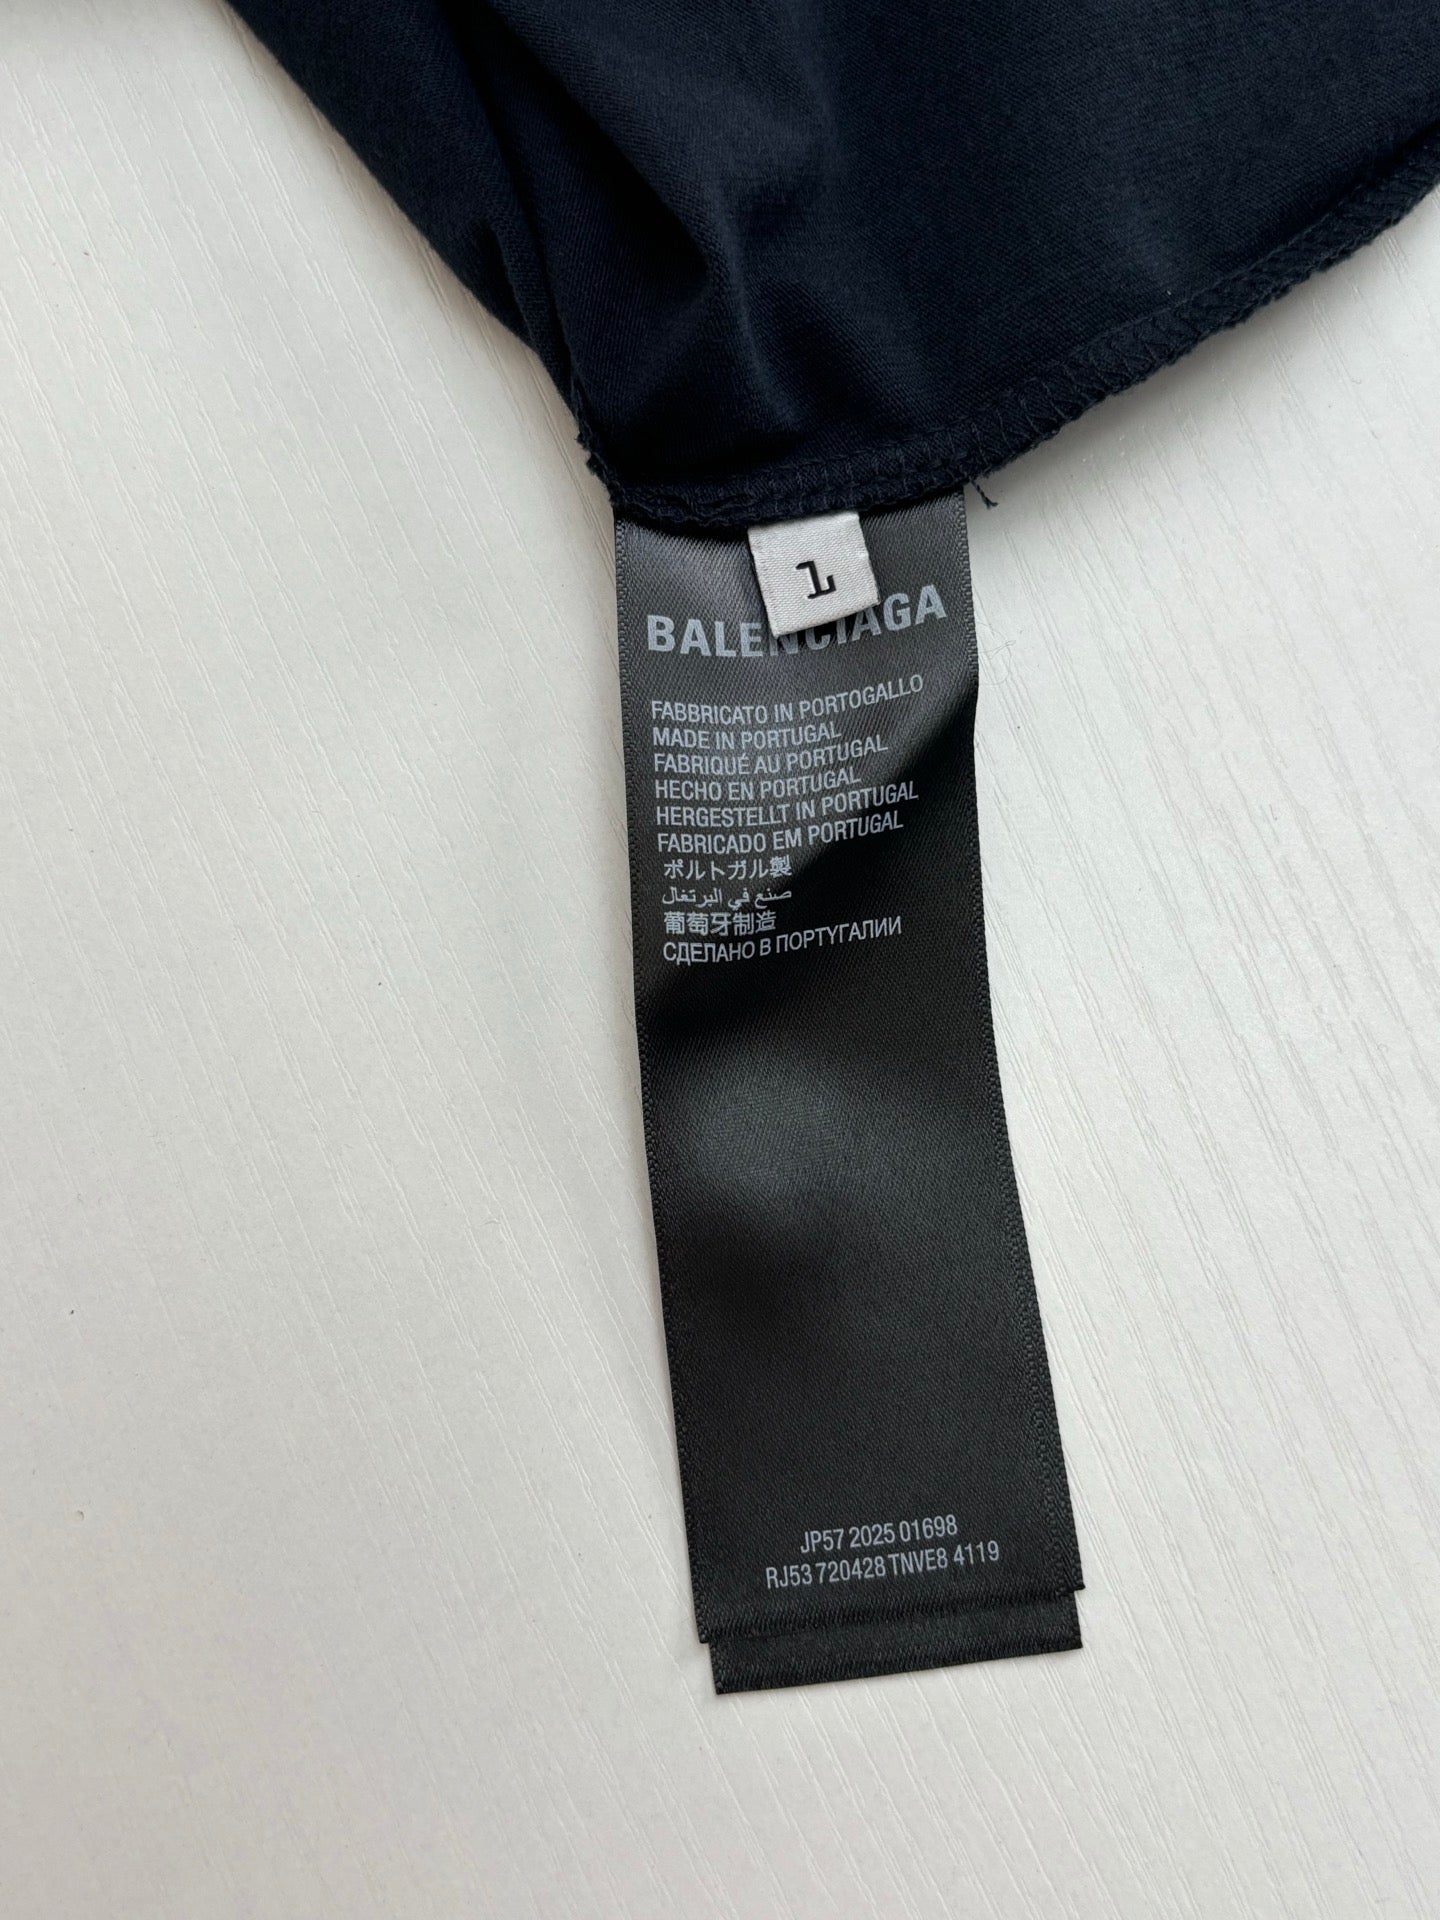 1
BALENCIAGA
FABBRICATO IN PORTOGALLO
MADE IN PORTUGAL
FABRIQUÉ AU PORTUGAL
HECHO EN PORTUGAL
HERGESTELLT IN PORTUGAL
FABRICADO EM PORTUGAL
ポルトガル製
صنع في البرتغال
葡萄牙制造
СДЕЛАНО В ПОРТУГАЛИИ
JP57 2025 01698
RJ53 720428 TNVE8 4119